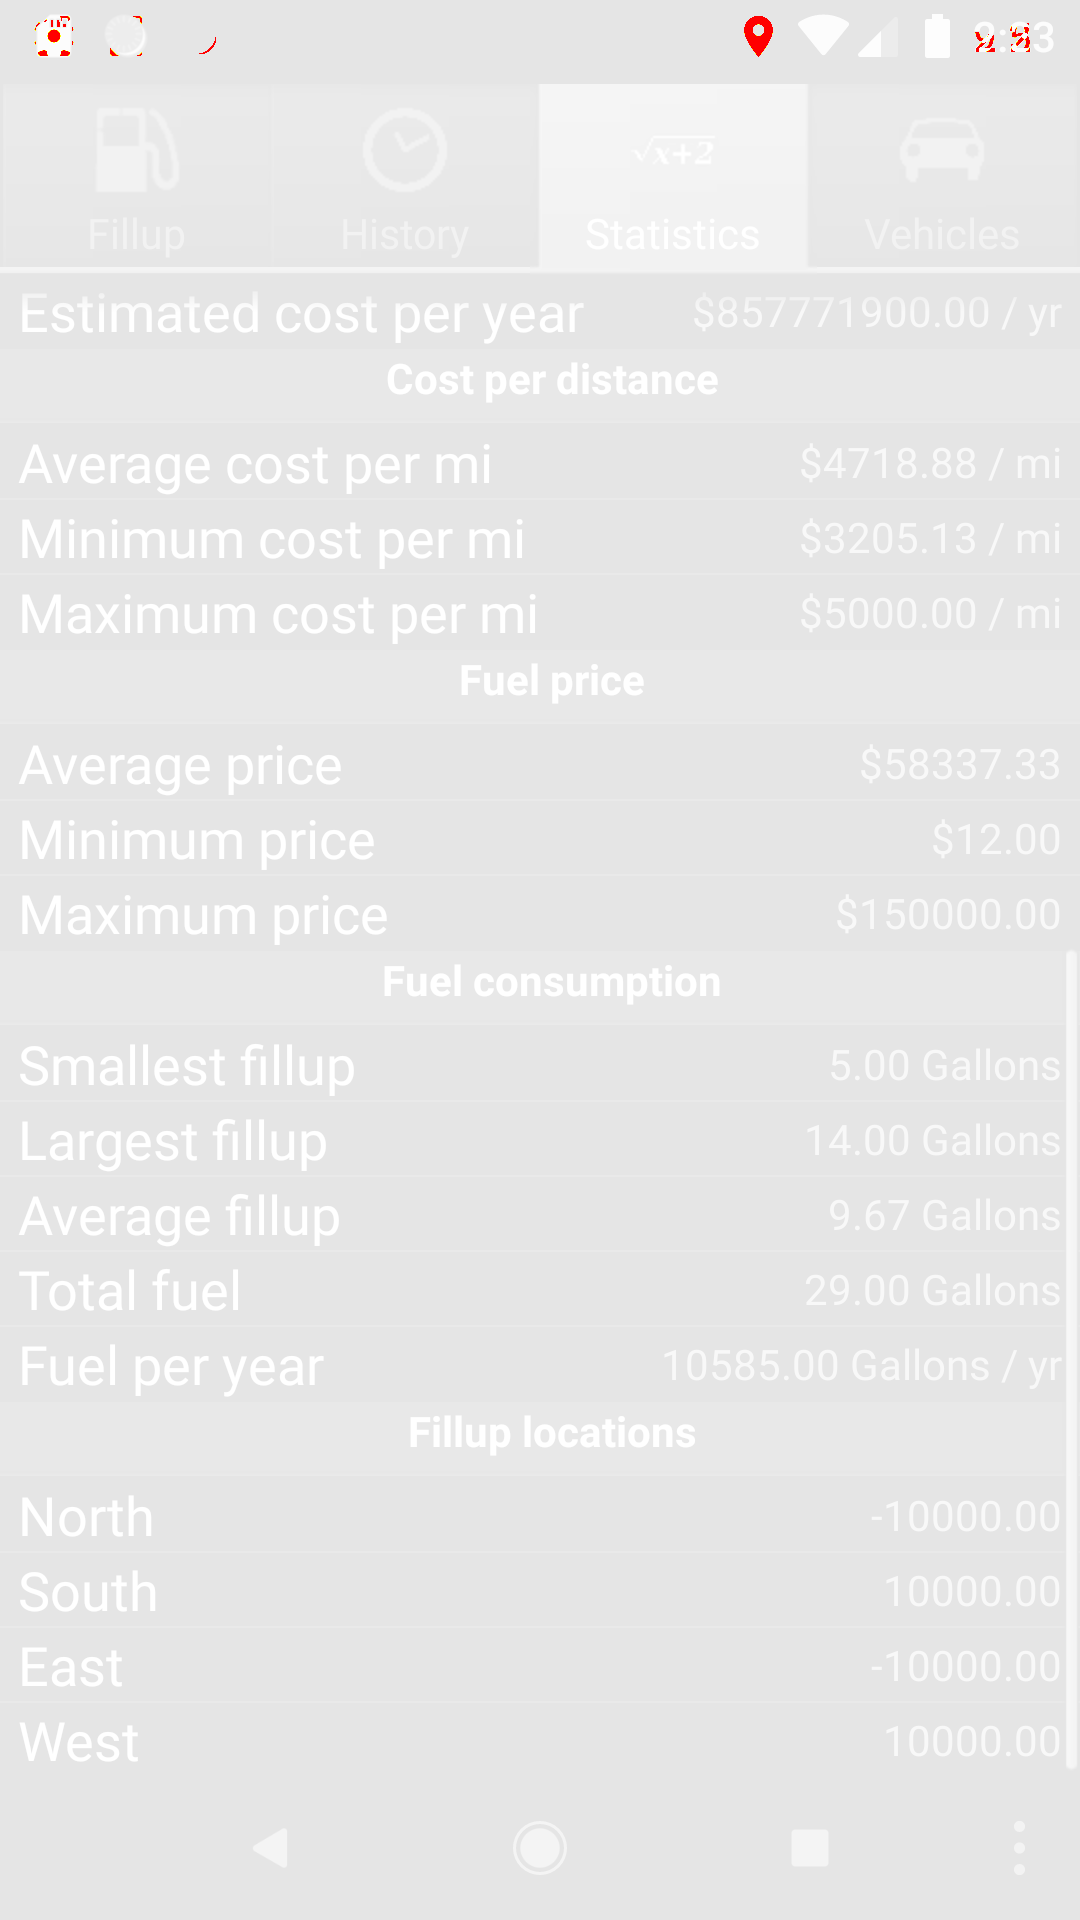 Fillup
History
√x+2
Statistics
Vehicles
Estimated cost per year $857771900.00 / yr
Cost per distance
Average cost per mi $4718.88 / mi
Minimum cost per mi $3205.13 / mi
Maximum cost per mi $5000.00 / mi
Fuel price
Average price $58337.33
Minimum price $12.00
Maximum price $150000.00
Fuel consumption
Smallest fillup 5.00 Gallons
Largest fillup 14.00 Gallons
Average fillup 9.67 Gallons
Total fuel 29.00 Gallons
Fuel per year 10585.00 Gallons / yr
Fillup locations
North -10000.00
South 10000.00
East -10000.00
West 10000.00